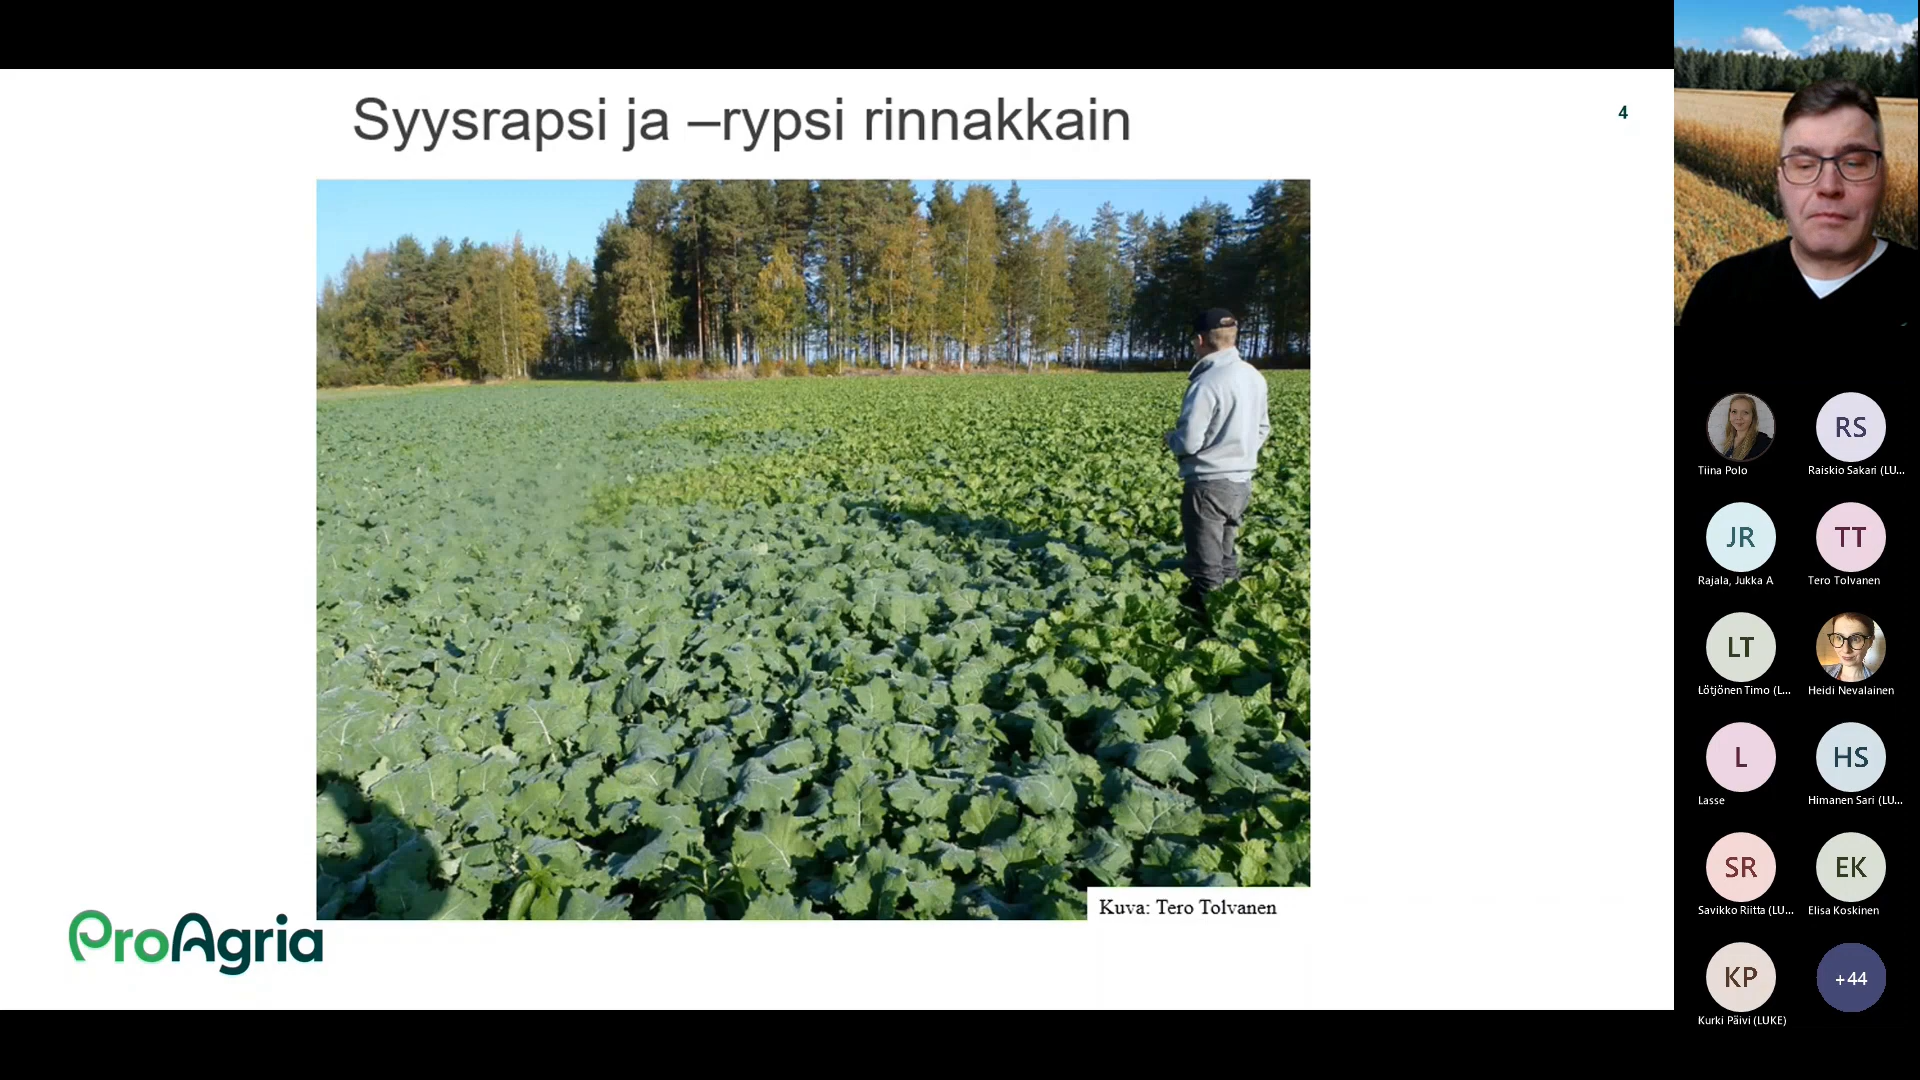 Syysrapsi ja –rypsi rinnakkain
4
Kuva: Tero Tolvanen
ProAgria
Tiina Polo
RS
Raiskio Sakari (LU...
JR
Rajala, Jukka A
TT
Tero Tolvanen
LT
Lötjönen Timo (L...
Heidi Nevalainen
L
Lasse
HS
Himanen Sari (LU...
SR
Savikko Riitta (LU...
EK
Elisa Koskinen
KP
Kurki Päivi (LUKE)
+44